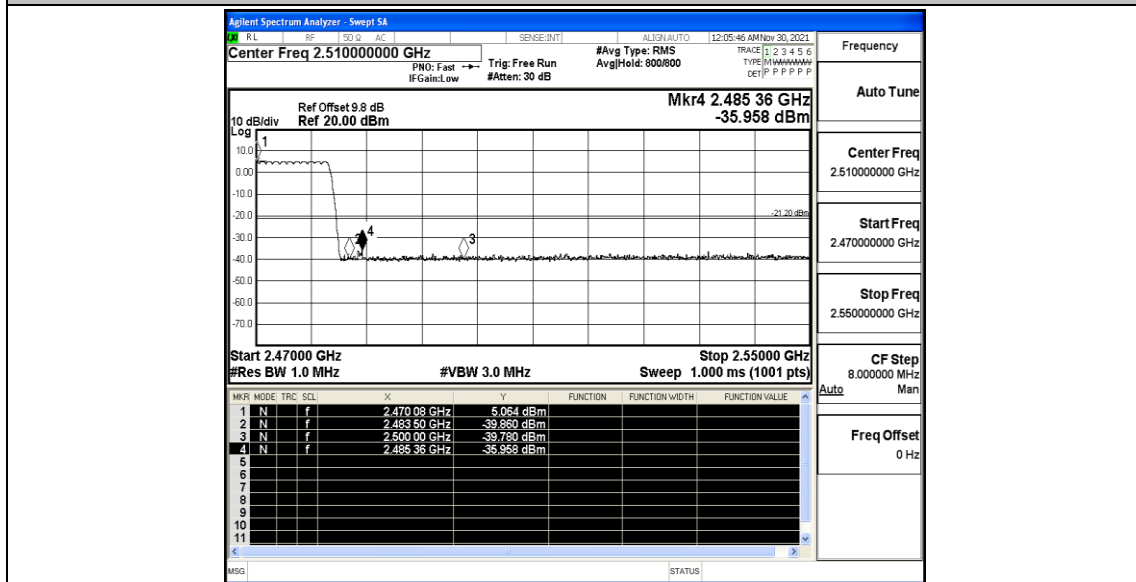 Agilent Spectrum Analyzer - Swept SA
RL RF 50 Ω AC SENSE:INT ALIGN AUTO 12:05:46 AM Nov 30, 2021
Center Freq 2.510000000 GHz
PNO: Fast
IFGain:Low
Trig: Free Run
#Atten: 30 dB
#Avg Type: RMS
Avg|Hold: 800/800
TRACE 1 2 3 4 5 6
TYPE M
DET P P P P P P
Ref Offset 9.8 dB
Ref 20.00 dBm
Mkr4 2.485 36 GHz
-35.958 dBm
10 dB/div
Log
10.0
0.00
-10.0
-20.0
-30.0
-40.0
-50.0
-60.0
-70.0
1
4
3
-21.20 dBm
Start 2.47000 GHz
Stop 2.55000 GHz
#Res BW 1.0 MHz
#VBW 3.0 MHz
Sweep 1.000 ms (1001 pts)
MKR MODE TRC SCL X Y FUNCTION FUNCTION WIDTH FUNCTION VALUE
1 N f 2.470 08 GHz 5.064 dBm
2 N f 2.483 50 GHz -39.860 dBm
3 N f 2.500 00 GHz -39.780 dBm
4 N f 2.485 36 GHz -35.958 dBm
5
6
7
8
9
10
11
MSG
STATUS
Frequency
Auto Tune
Center Freq
2.510000000 GHz
Start Freq
2.470000000 GHz
Stop Freq
2.550000000 GHz
CF Step
8.000000 MHz
Auto Man
Freq Offset
0 Hz